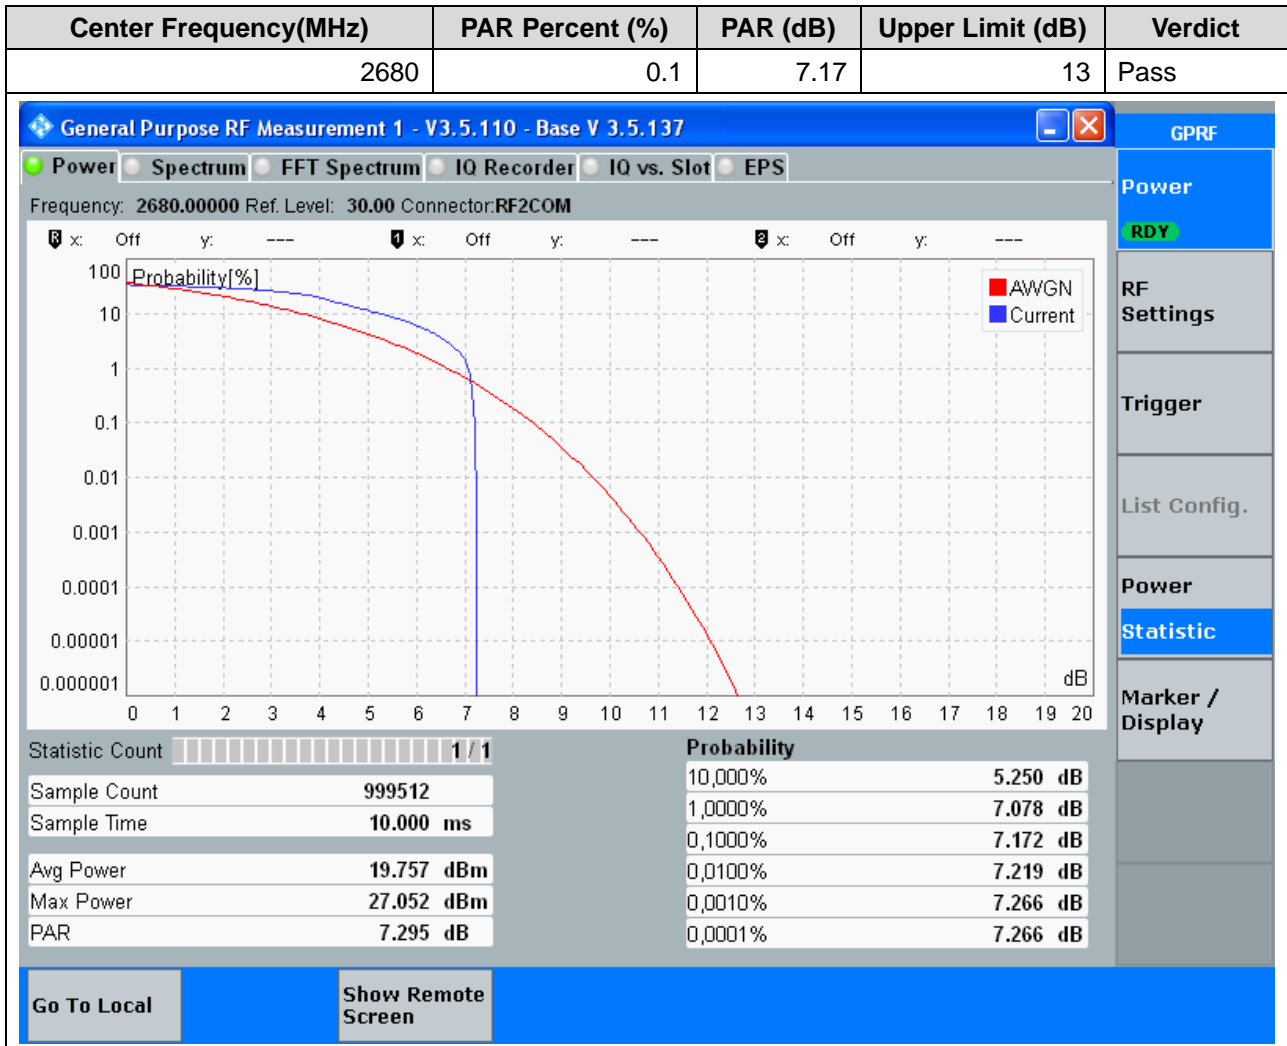 Center Frequency(MHz) PAR Percent (%) PAR (dB) Upper Limit (dB) Verdict
2680 0.1 7.17 13 Pass
General Purpose RF Measurement 1 - V3.5.110 - Base V 3.5.137
GPRF
Power Spectrum FFT Spectrum IQ Recorder IQ vs. Slot EPS
Power
RDY
Frequency: 2680.00000 Ref. Level: 30.00 Connector:RF2COM
R x: Off y: --- 1 x: Off y: --- 2 x: Off y: ---
Probability[%]
AWGN
Current
100
10
1
0.1
0.01
0.001
0.0001
0.00001
0.000001
dB
0 1 2 3 4 5 6 7 8 9 10 11 12 13 14 15 16 17 18 19 20
RF
Settings
Trigger
List Config.
Power
Statistic
Marker /
Display
Statistic Count 1 / 1
Sample Count 999512
Sample Time 10.000 ms
Avg Power 19.757 dBm
Max Power 27.052 dBm
PAR 7.295 dB
Probability
10,000% 5.250 dB
1,0000% 7.078 dB
0,1000% 7.172 dB
0,0100% 7.219 dB
0,0010% 7.266 dB
0,0001% 7.266 dB
Go To Local
Show Remote
Screen